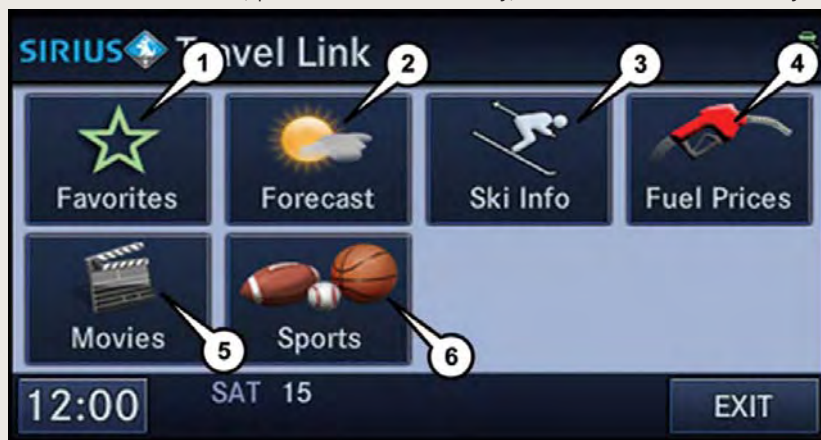 SIRIUS Travel Link
1 2 3 4
Favorites Forecast Ski Info Fuel Prices
Movies Sports
5 6
12:00 SAT 15 EXIT